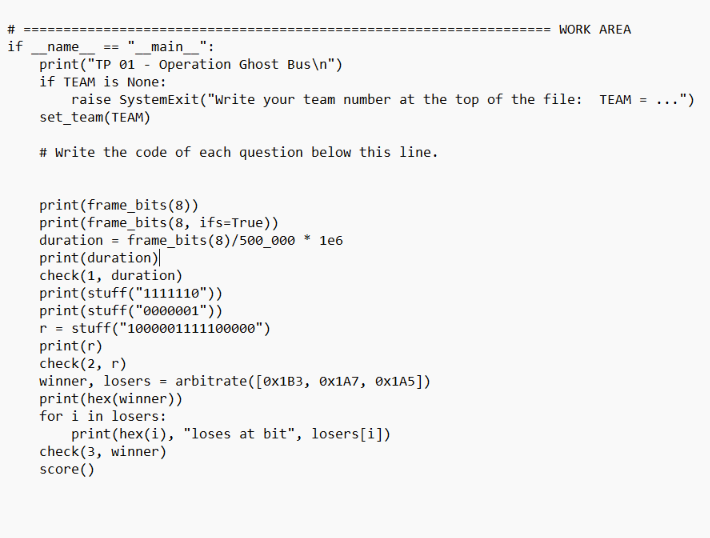 # ================================================================== WORK AREA
if __name__ == "__main__":
    print("TP 01 - Operation Ghost Bus\n")
    if TEAM is None:
        raise SystemExit("Write your team number at the top of the file:  TEAM = ...")
    set_team(TEAM)
    # Write the code of each question below this line.
    print(frame_bits(8))
    print(frame_bits(8, ifs=True))
    duration = frame_bits(8)/500_000 * 1e6
    print(duration)
    check(1, duration)
    print(stuff("1111110"))
    print(stuff("0000001"))
    r = stuff("1000001111100000")
    print(r)
    check(2, r)
    winner, losers = arbitrate([0x1B3, 0x1A7, 0x1A5])
    print(hex(winner))
    for i in losers:
        print(hex(i), "loses at bit", losers[i])
    check(3, winner)
    score()